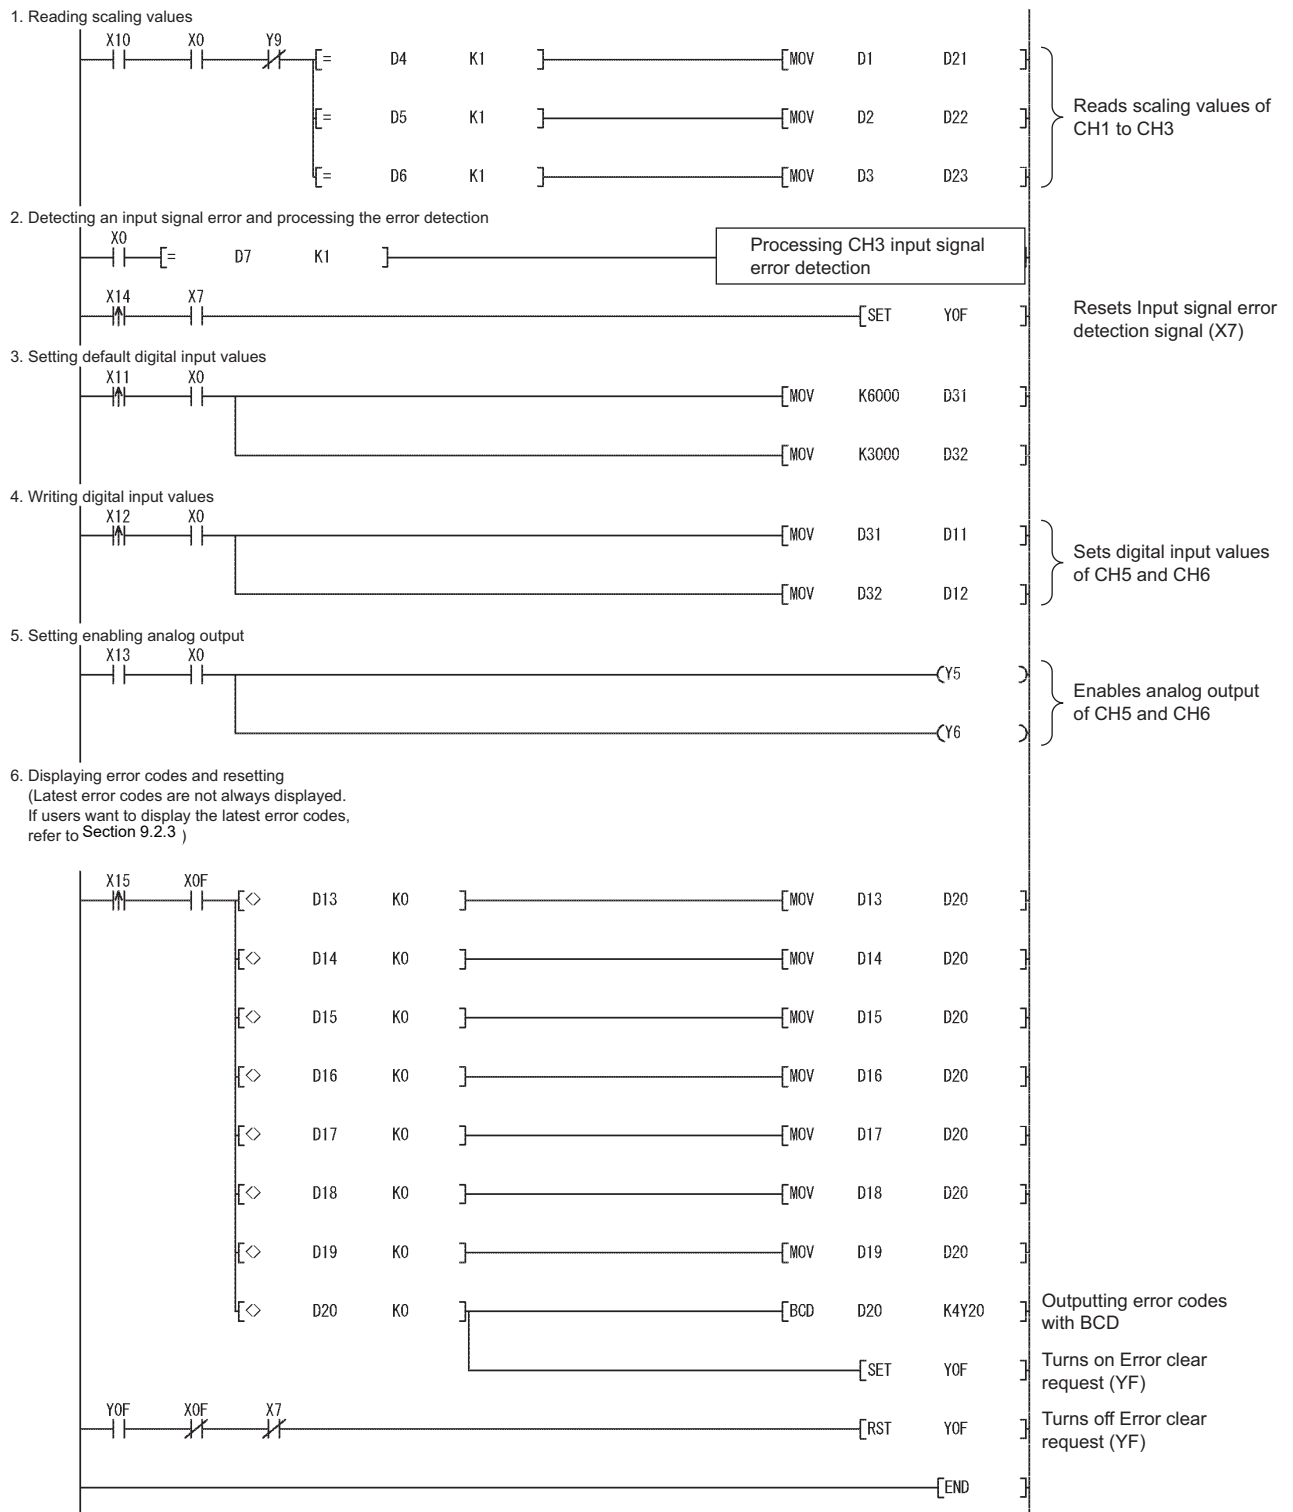 1. Reading scaling values
X10 X0 Y9
[= D4 K1 ] [MOV D1 D21 ]
[= D5 K1 ] [MOV D2 D22 ]
[= D6 K1 ] [MOV D3 D23 ]
Reads scaling values of
CH1 to CH3
2. Detecting an input signal error and processing the error detection
X0
[= D7 K1 ]
Processing CH3 input signal
error detection
X14 X7
[SET Y0F ]
Resets Input signal error
detection signal (X7)
3. Setting default digital input values
X11 X0
[MOV K6000 D31 ]
[MOV K3000 D32 ]
4. Writing digital input values
X12 X0
[MOV D31 D11 ]
[MOV D32 D12 ]
Sets digital input values
of CH5 and CH6
5. Setting enabling analog output
X13 X0
(Y5 )
(Y6 )
Enables analog output
of CH5 and CH6
6. Displaying error codes and resetting
(Latest error codes are not always displayed.
If users want to display the latest error codes,
refer to Section 9.2.3 )
X15 X0F
[<> D13 K0 ] [MOV D13 D20 ]
[<> D14 K0 ] [MOV D14 D20 ]
[<> D15 K0 ] [MOV D15 D20 ]
[<> D16 K0 ] [MOV D16 D20 ]
[<> D17 K0 ] [MOV D17 D20 ]
[<> D18 K0 ] [MOV D18 D20 ]
[<> D19 K0 ] [MOV D19 D20 ]
[<> D20 K0 ] [BCD D20 K4Y20 ]
Outputting error codes
with BCD
[SET Y0F ]
Turns on Error clear
request (YF)
Y0F X0F X7
[RST Y0F ]
Turns off Error clear
request (YF)
[END ]